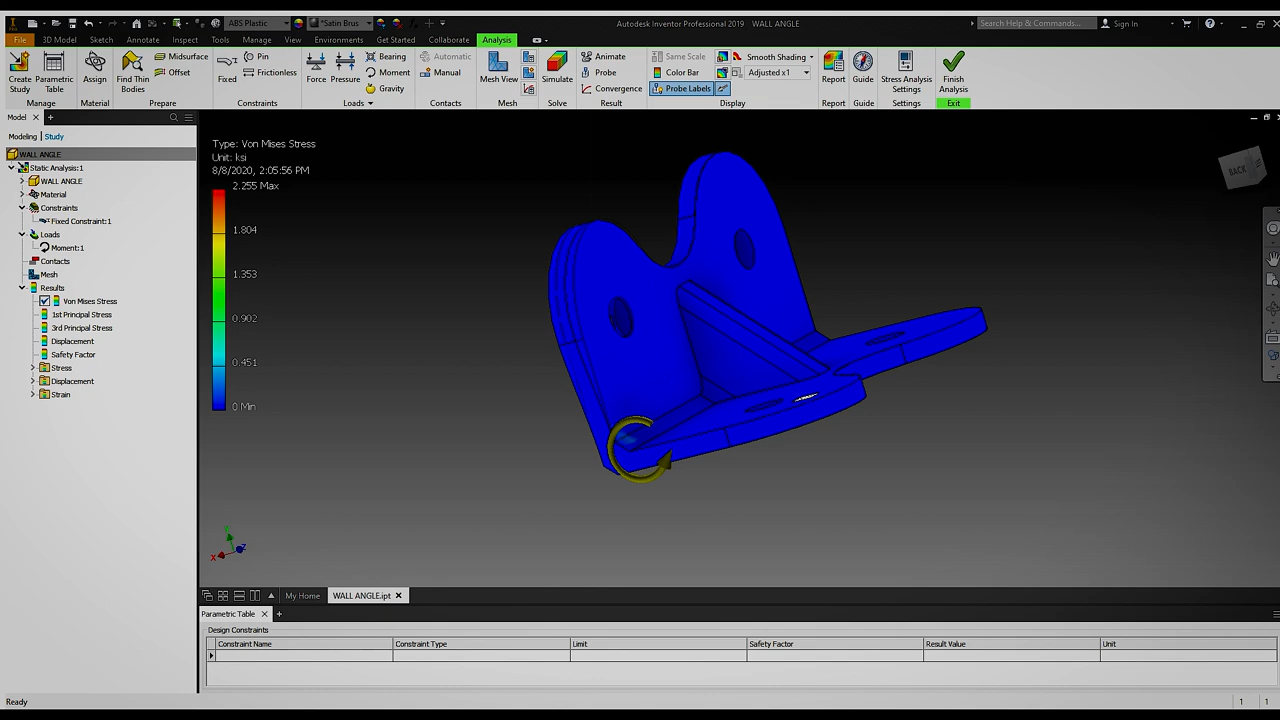 ABS Plastic
*Satin Brus
Autodesk Inventor Professional 2019 WALL ANGLE
Search Help & Commands...
Sign In
File 3D Model Sketch Annotate Inspect Tools Manage View Environments Get Started Collaborate Analysis
Create Study
Parametric Table
Manage
Assign
Material
Find Thin Bodies
Midsurface
Offset
Prepare
Fixed
Pin
Frictionless
Constraints
Force
Pressure
Bearing
Moment
Gravity
Loads
Automatic
Manual
Contacts
Mesh View
Mesh
Simulate
Solve
Animate
Probe
Convergence
Result
Same Scale
Color Bar
Probe Labels
Smooth Shading
Adjusted x1
Display
Report
Report
Guide
Guide
Stress Analysis Settings
Settings
Finish Analysis
Exit
Model
Modeling Study
WALL ANGLE
Static Analysis:1
WALL ANGLE
Material
Constraints
Fixed Constraint:1
Loads
Moment:1
Contacts
Mesh
Results
Von Mises Stress
1st Principal Stress
3rd Principal Stress
Displacement
Safety Factor
Stress
Displacement
Strain
Type: Von Mises Stress
Unit: ksi
8/8/2020, 2:05:56 PM
2.255 Max
1.804
1.353
0.902
0.451
0 Min
BACK
X
Z
My Home
WALL ANGLE.ipt
Parametric Table
Design Constraints
Constraint Name Constraint Type Limit Safety Factor Result Value Unit
Ready
1 1